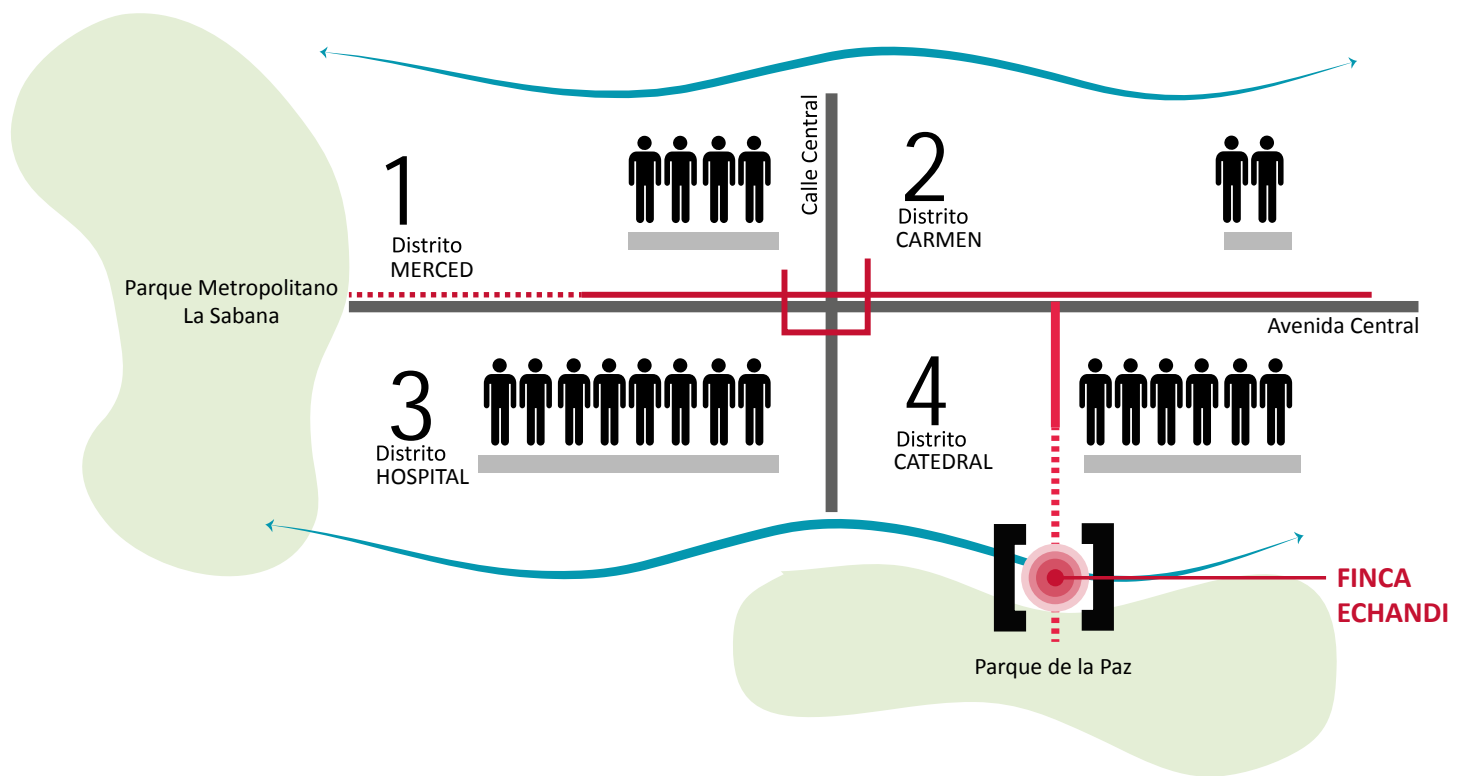 Calle Central
1
Distrito
MERCED
2
Distrito
CARMEN
Parque Metropolitano
La Sabana
Avenida Central
3
Distrito
HOSPITAL
4
Distrito
CATEDRAL
FINCA
ECHANDI
Parque de la Paz